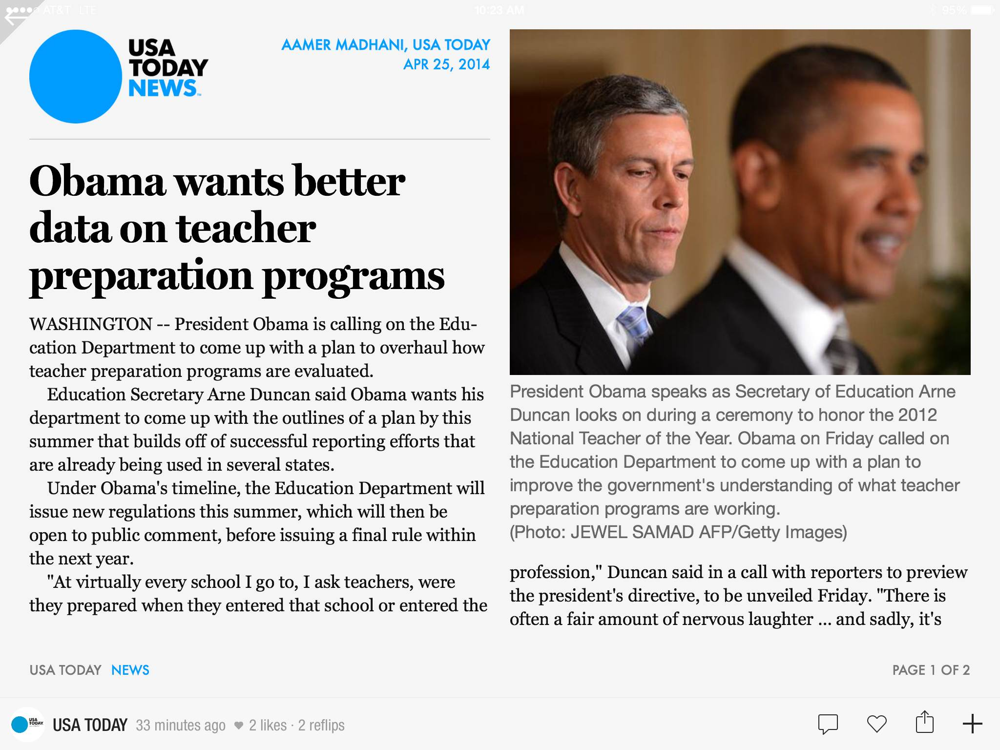 AT&T LTE
10:23 AM
95%
USA
TODAY
NEWS™
AAMER MADHANI, USA TODAY
APR 25, 2014
Obama wants better
data on teacher
preparation programs
WASHINGTON -- President Obama is calling on the Edu-
cation Department to come up with a plan to overhaul how
teacher preparation programs are evaluated.
Education Secretary Arne Duncan said Obama wants his
department to come up with the outlines of a plan by this
summer that builds off of successful reporting efforts that
are already being used in several states.
Under Obama's timeline, the Education Department will
issue new regulations this summer, which will then be
open to public comment, before issuing a final rule within
the next year.
"At virtually every school I go to, I ask teachers, were
they prepared when they entered that school or entered the
President Obama speaks as Secretary of Education Arne
Duncan looks on during a ceremony to honor the 2012
National Teacher of the Year. Obama on Friday called on
the Education Department to come up with a plan to
improve the government's understanding of what teacher
preparation programs are working.
(Photo: JEWEL SAMAD AFP/Getty Images)
profession," Duncan said in a call with reporters to preview
the president's directive, to be unveiled Friday. "There is
often a fair amount of nervous laughter ... and sadly, it's
USA TODAY NEWS
PAGE 1 OF 2
USA
TODAY
USA TODAY 33 minutes ago 2 likes · 2 reflips